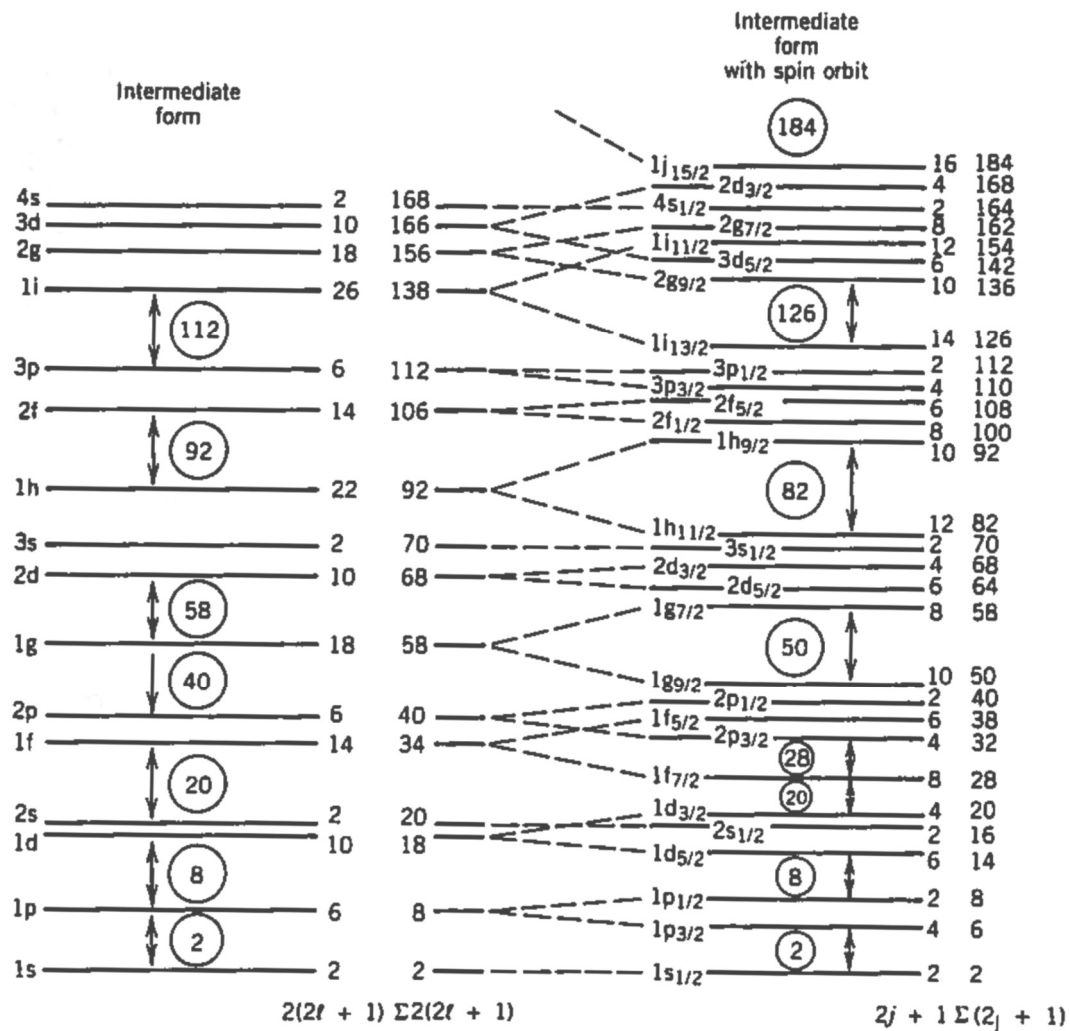 Intermediate
form
Intermediate
form
with spin orbit
184
4s 2 168
3d 10 166
2g 18 156
1i 26 138
112
3p 6 112
2f 14 106
92
1h 22 92
3s 2 70
2d 10 68
58
1g 18 58
40
2p 6 40
1f 14 34
20
2s 2 20
1d 10 18
8
1p 6 8
2
1s 2 2
2(2ℓ + 1) Σ2(2ℓ + 1)
1j15/2 16 184
2d3/2 4 168
4s1/2 2 164
2g7/2 8 162
1i11/2 12 154
3d5/2 6 142
2g9/2 10 136
126
1i13/2 14 126
3p1/2 2 112
3p3/2 4 110
2f5/2 6 108
2f1/2 8 100
1h9/2 10 92
82
1h11/2 12 82
3s1/2 2 70
2d3/2 4 68
2d5/2 6 64
1g7/2 8 58
50
1g9/2 10 50
2p1/2 2 40
1f5/2 6 38
2p3/2 4 32
28
1f7/2 8 28
20
1d3/2 4 20
2s1/2 2 16
1d5/2 6 14
8
1p1/2 2 8
1p3/2 4 6
2
1s1/2 2 2
2j + 1 Σ(2j + 1)